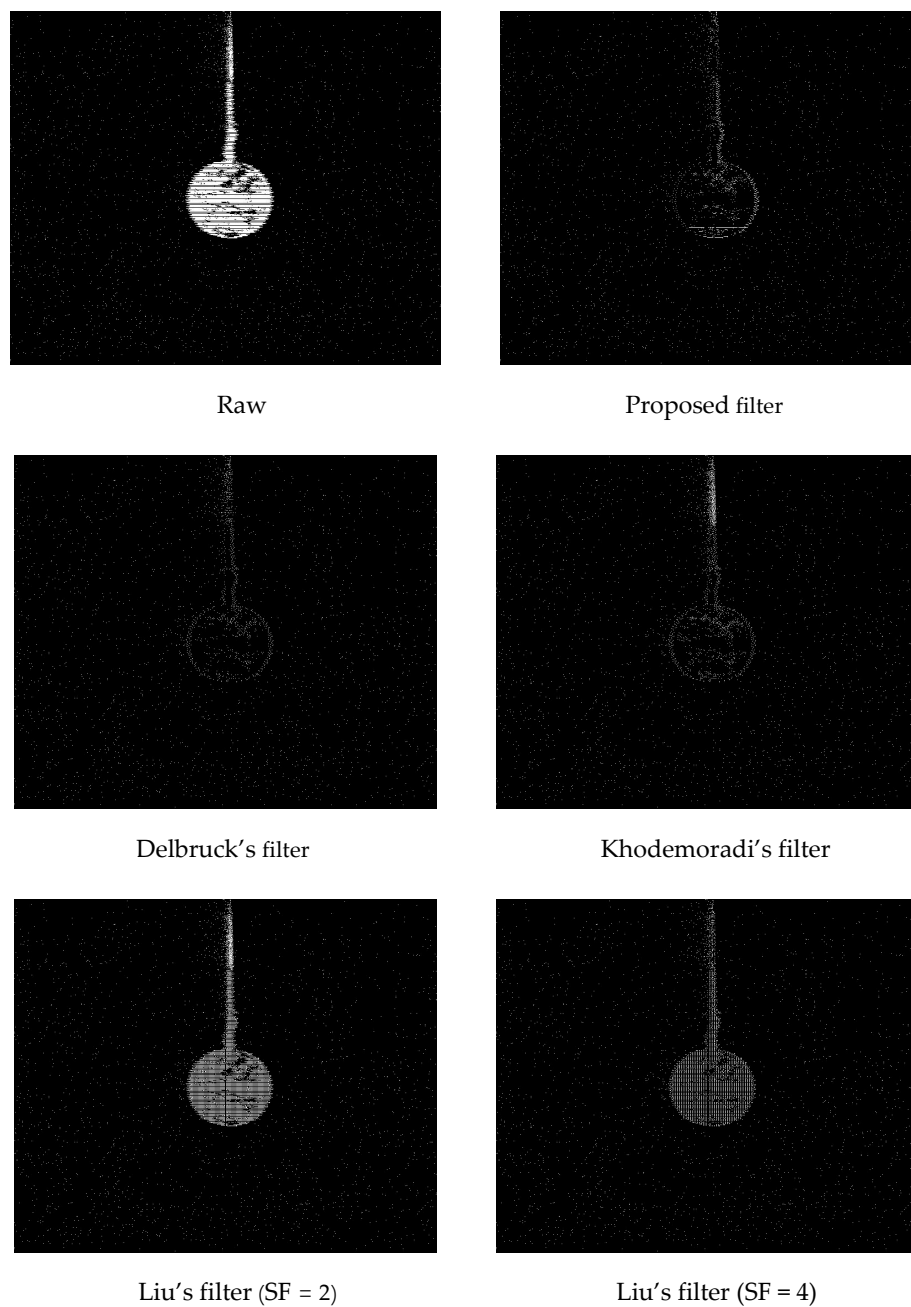 Raw
Proposed filter
Delbruck’s filter
Khodemoradi’s filter
Liu’s filter (SF = 2)
Liu’s filter (SF = 4)